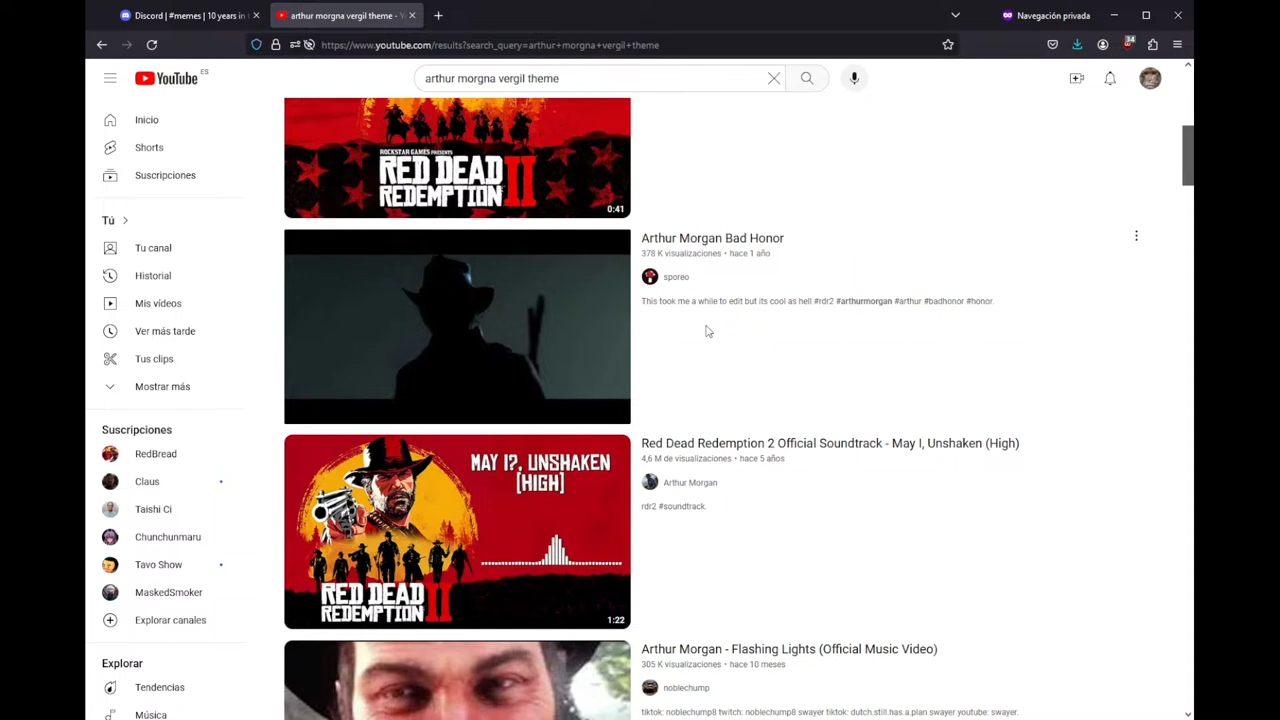 Discord | #memes | 10 years in t
arthur morgna vergil theme - Y
Navegación privada
https://www.youtube.com/results?search_query=arthur+morgna+vergil+theme
34
YouTube ES
arthur morgna vergil theme
Inicio
Shorts
Suscripciones
Tú
Tu canal
Historial
Mis vídeos
Ver más tarde
Tus clips
Mostrar más
Suscripciones
RedBread
Claus
Taishi Ci
Chunchunmaru
Tavo Show
MaskedSmoker
Explorar canales
Explorar
Tendencias
Música
ROCKSTAR GAMES PRESENTS
RED DEAD
REDEMPTION II
0:41
Arthur Morgan Bad Honor
378 K visualizaciones • hace 1 año
sporeo
This took me a while to edit but its cool as hell #rdr2 #arthurmorgan #arthur #badhonor #honor.
MAY I?, UNSHAKEN
[HIGH]
RED DEAD
REDEMPTION II
1:22
Red Dead Redemption 2 Official Soundtrack - May I, Unshaken (High)
4,6 M de visualizaciones • hace 5 años
Arthur Morgan
rdr2 #soundtrack.
Arthur Morgan - Flashing Lights (Official Music Video)
305 K visualizaciones • hace 10 meses
noblechump
tiktok: noblechump8 twitch: noblechump8 swayer tiktok: dutch.still.has.a.plan swayer youtube: swayer.